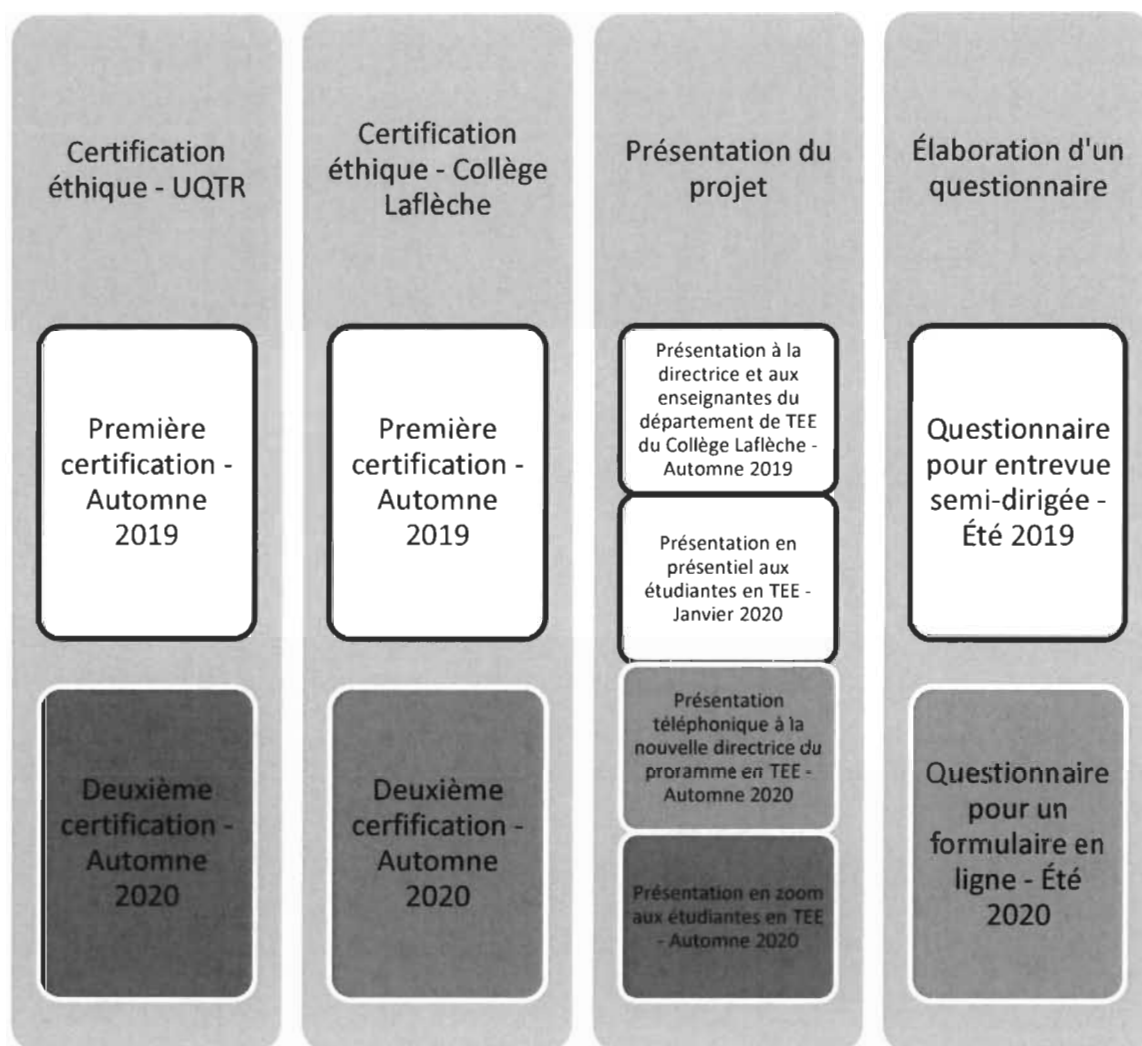 Certification
éthique - UQTR
Première
certification -
Automne
2019
Deuxième
certification -
Automne
2020
Certification
éthique - Collège
Laflèche
Première
certification -
Automne
2019
Deuxième
cerfification -
Automne
2020
Présentation du
projet
Présentation à la
directrice et aux
enseignantes du
département de TEE
du Collège Laflèche -
Automne 2019
Présentation en
présentiel aux
étudiantes en TEE -
Janvier 2020
Présentation
téléphonique à la
nouvelle directrice du
proramme en TEE -
Automne 2020
Présentation en zoom
aux étudiantes en TEE
- Automne 2020
Élaboration d'un
questionnaire
Questionnaire
pour entrevue
semi-dirigée -
Été 2019
Questionnaire
pour un
formulaire en
ligne - Été
2020